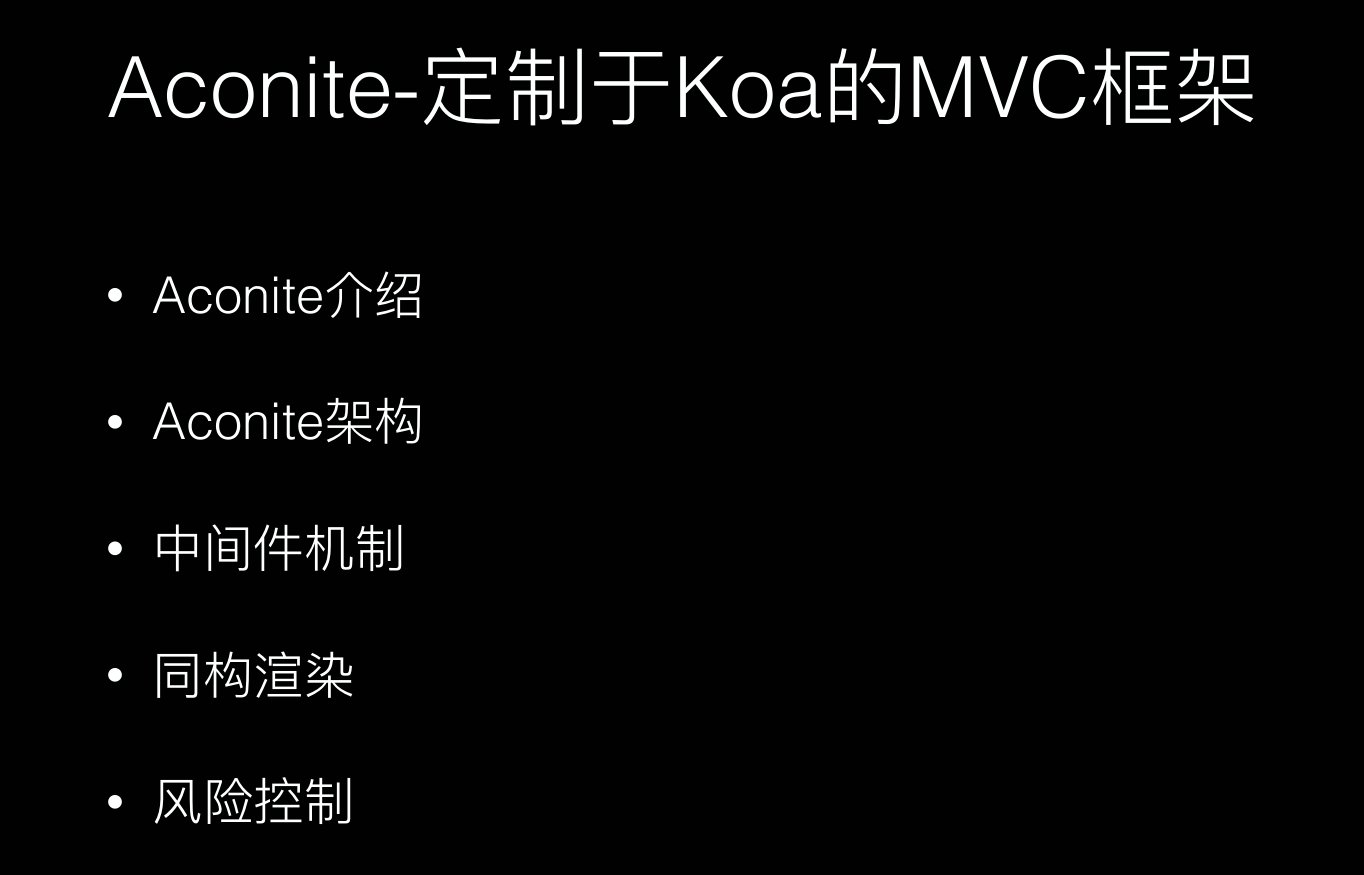 Aconite-定制于Koa的MVC框架
• Aconite介绍
• Aconite架构
• 中间件机制
• 同构渲染
• 风险控制